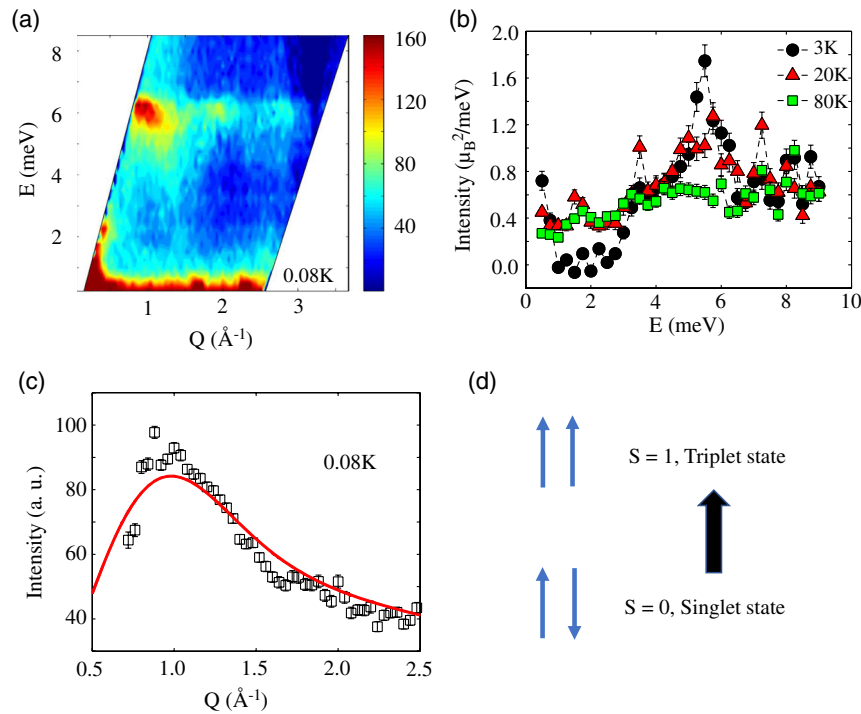 (a)
8
6
4
2
E (meV)
1
2
3
Q (Å⁻¹)
0.08K
160
120
80
40
0
(b)
2.0
1.6
1.2
0.8
0.4
0.0
Intensity (μB²/meV)
0
2
4
6
8
10
E (meV)
3K
20K
80K
(c)
100
80
60
40
Intensity (a. u.)
0.5
1.0
1.5
2.0
2.5
Q (Å⁻¹)
0.08K
(d)
S = 1, Triplet state
S = 0, Singlet state